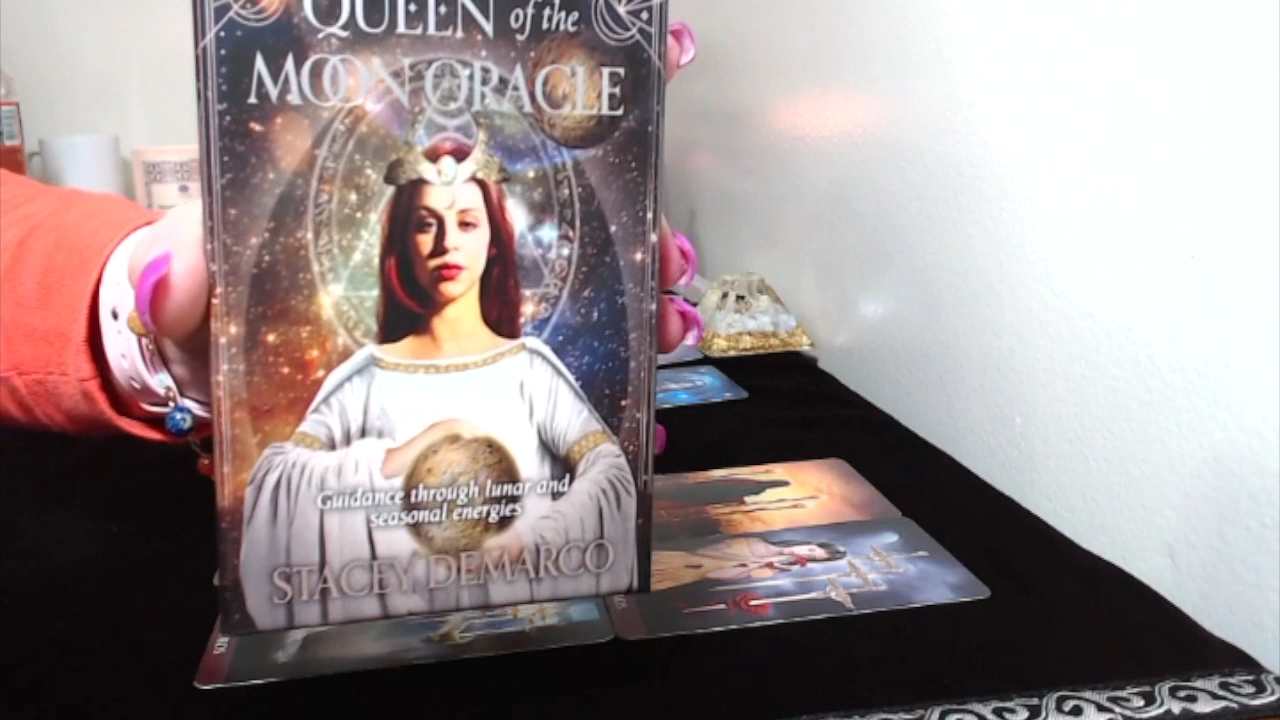 QUEEN of the
MOON ORACLE
Guidance through lunar and
seasonal energies
STACEY DEMARCO